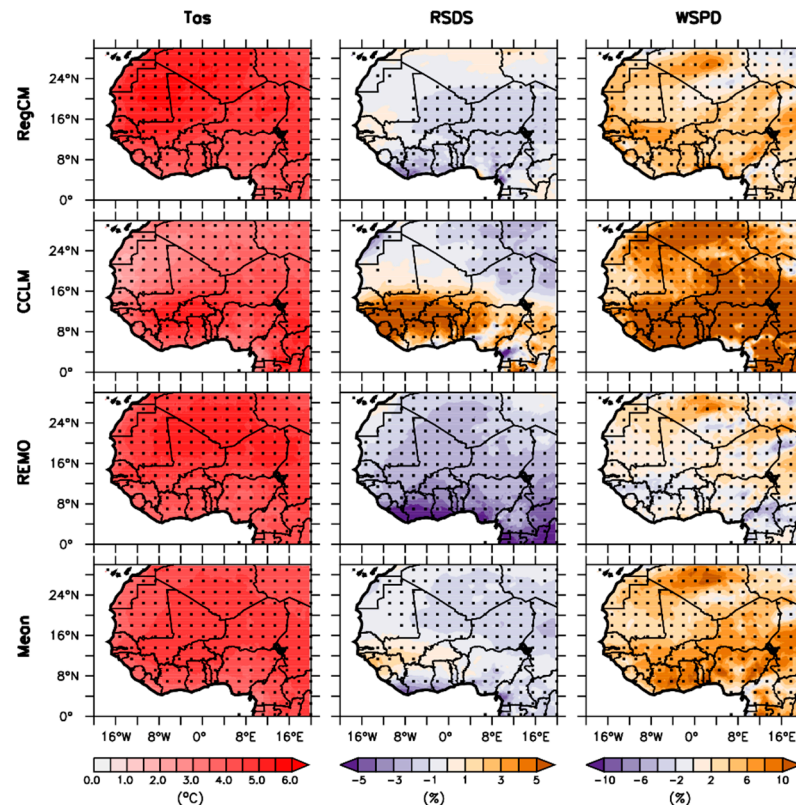 Tas RSDS WSPD
RegCM
24°N
16°N
8°N
0°
CCLM
24°N
16°N
8°N
0°
REMO
24°N
16°N
8°N
0°
Mean
24°N
16°N
8°N
0°
16°W 8°W 0° 8°E 16°E 16°W 8°W 0° 8°E 16°E 16°W 8°W 0° 8°E 16°E
0.0 1.0 2.0 3.0 4.0 5.0 6.0 −5 −3 −1 1 3 5 −10 −6 −2 2 6 10
(°C) (%) (%)